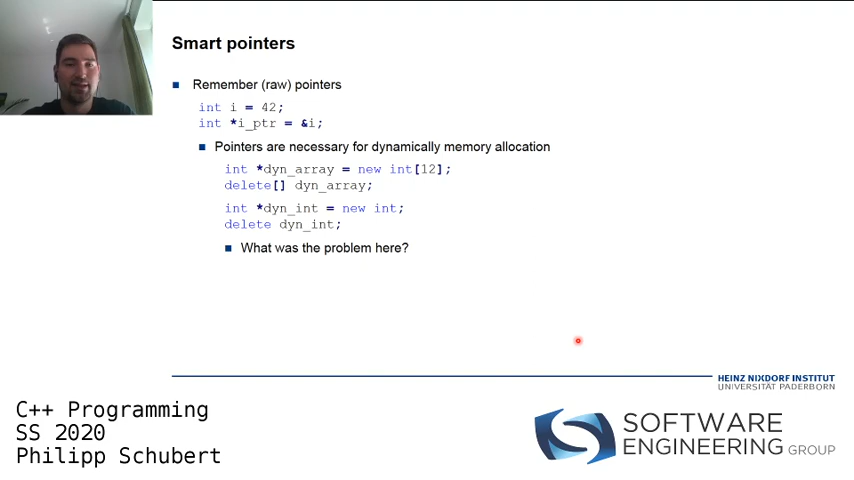 Smart pointers
Remember (raw) pointers
int i = 42;
int *i_ptr = &i;
Pointers are necessary for dynamically memory allocation
int *dyn_array = new int[12];
delete[] dyn_array;
int *dyn_int = new int;
delete dyn_int;
What was the problem here?
HEINZ NIXDORF INSTITUT
UNIVERSITÄT PADERBORN
C++ Programming
SS 2020
Philipp Schubert
SOFTWARE
ENGINEERING GROUP